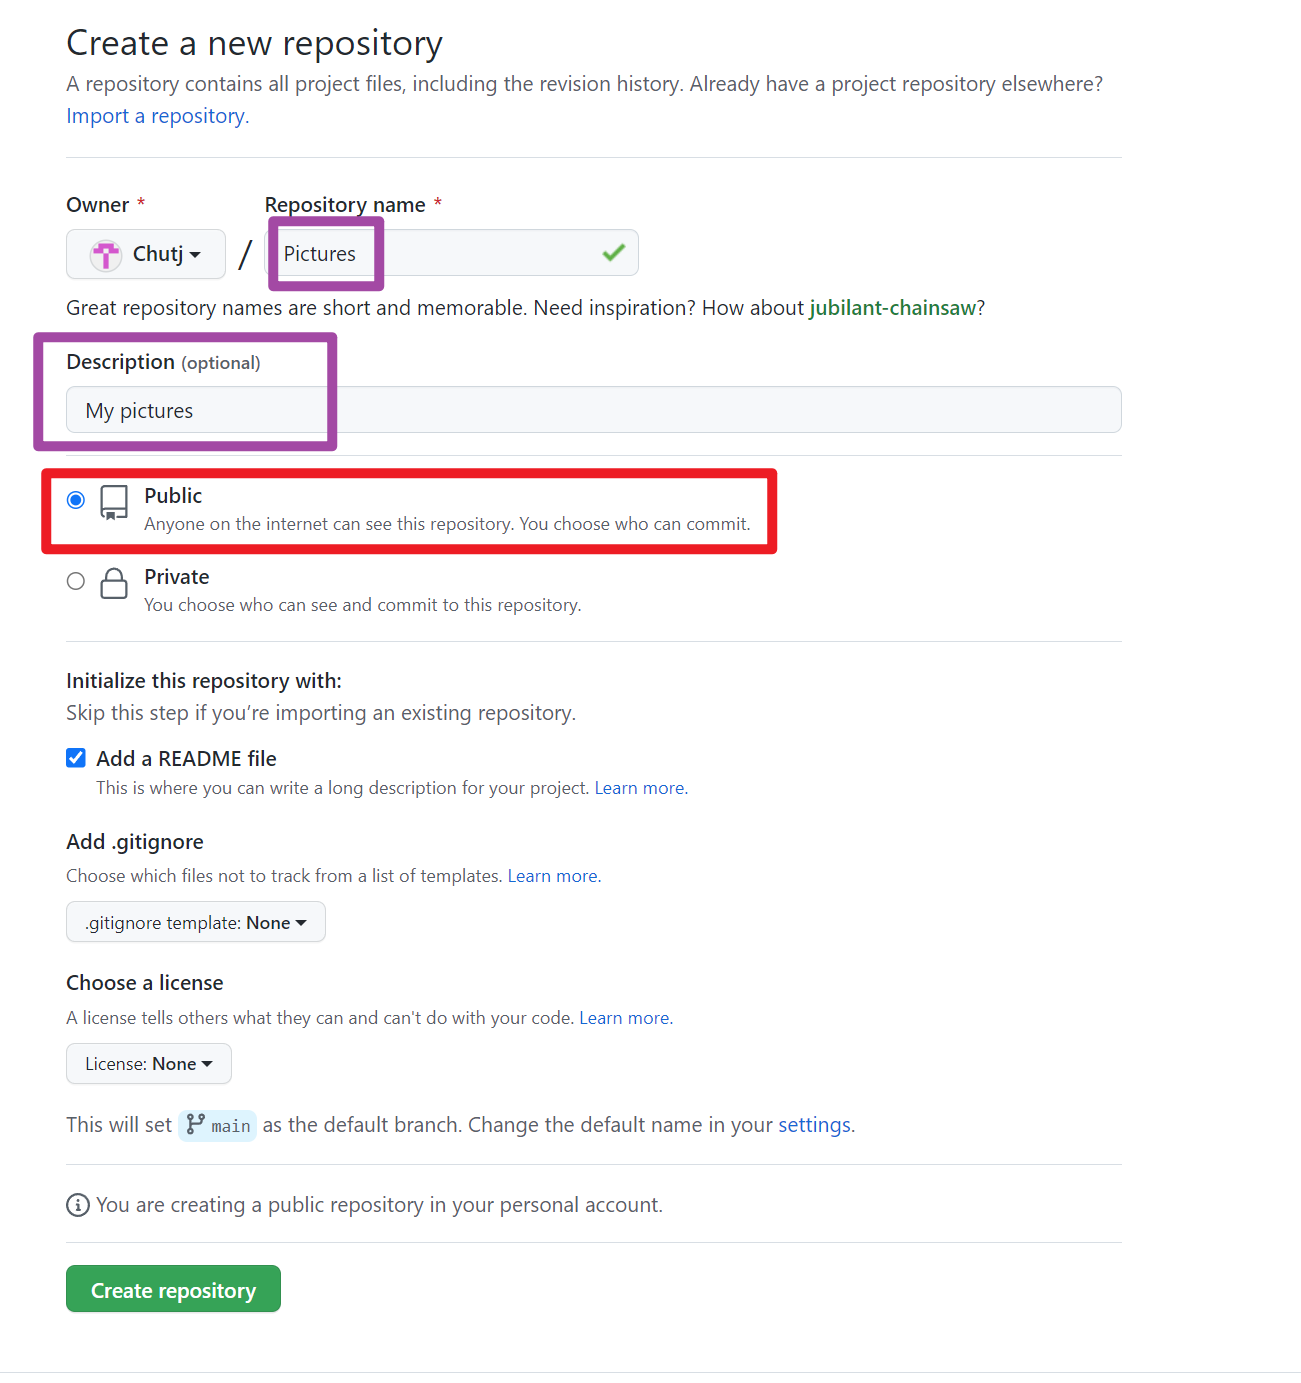 Create a new repository
A repository contains all project files, including the revision history. Already have a project repository elsewhere?
Import a repository.
Owner *
Repository name *
Chutj
/
Pictures
Great repository names are short and memorable. Need inspiration? How about jubilant-chainsaw?
Description (optional)
My pictures
Public
Anyone on the internet can see this repository. You choose who can commit.
Private
You choose who can see and commit to this repository.
Initialize this repository with:
Skip this step if you’re importing an existing repository.
Add a README file
This is where you can write a long description for your project. Learn more.
Add .gitignore
Choose which files not to track from a list of templates. Learn more.
.gitignore template: None
Choose a license
A license tells others what they can and can't do with your code. Learn more.
License: None
This will set main as the default branch. Change the default name in your settings.
You are creating a public repository in your personal account.
Create repository